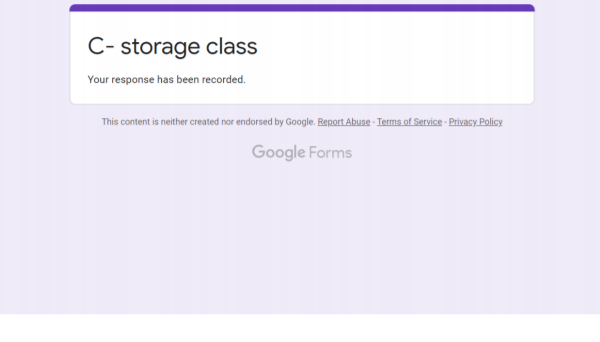 C- storage class
Your response has been recorded.
This content is neither created nor endorsed by Google. Report Abuse - Terms of Service - Privacy Policy
Google Forms